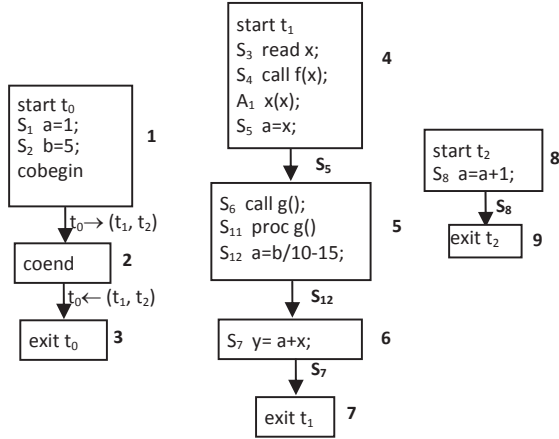 start t₀
S₁ a=1;
S₂ b=5;
cobegin
1
t₀→ (t₁, t₂)
coend
2
t₀← (t₁, t₂)
exit t₀
3
start t₁
S₃ read x;
S₄ call f(x);
A₁ x(x);
S₅ a=x;
4
S₅
S₆ call g();
S₁₁ proc g()
S₁₂ a=b/10-15;
5
S₁₂
S₇ y= a+x;
6
S₇
exit t₁
7
start t₂
S₈ a=a+1;
8
S₈
exit t₂
9